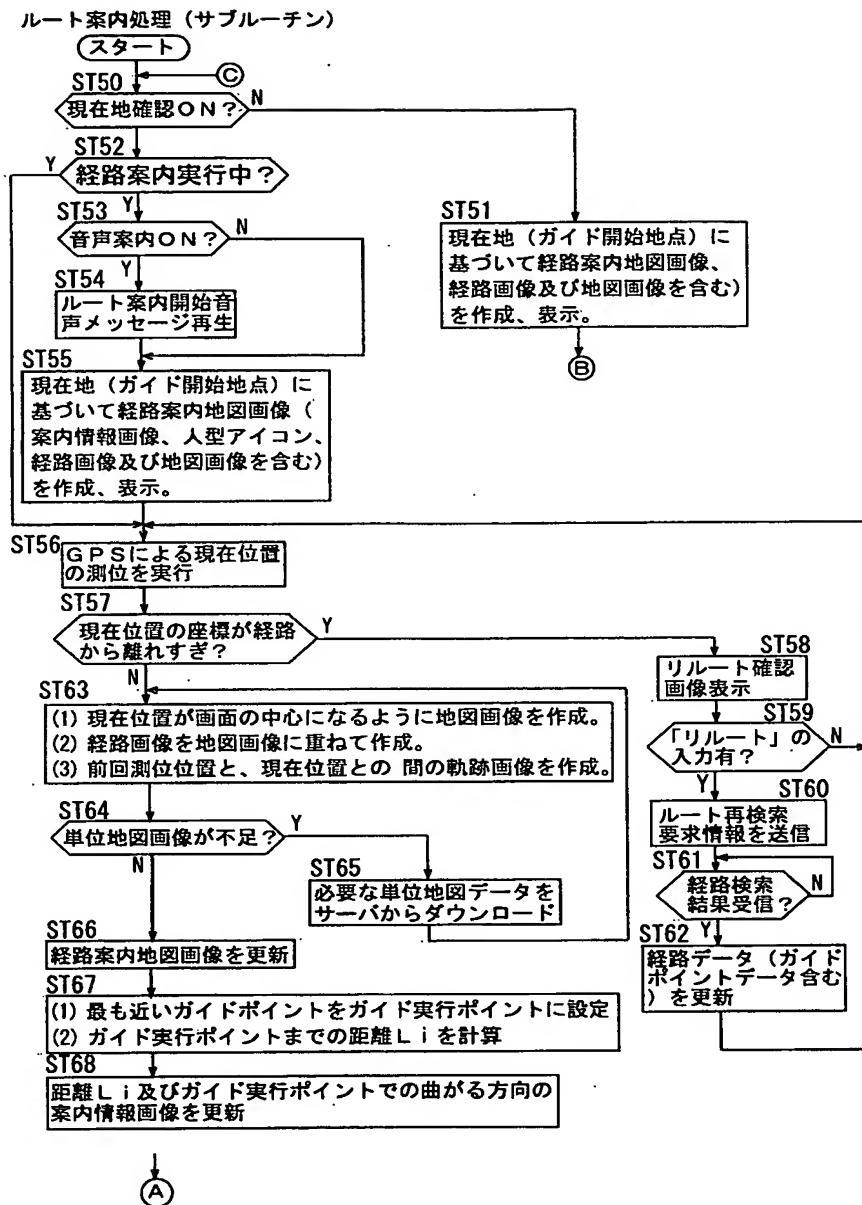 ルート案内処理（サブルーチン）
スタート
Ⓒ
ST50
現在地確認ＯＮ？
N
ST52
Y
経路案内実行中？
Y
ST53
音声案内ＯＮ？
N
Y
ST54
ルート案内開始音
声メッセージ再生
ST51
現在地（ガイド開始地点）に
基づいて経路案内地図画像、
経路画像及び地図画像を含む）
を作成、表示。
Ⓑ
ST55
現在地（ガイド開始地点）に
基づいて経路案内地図画像（
案内情報画像、人型アイコン、
経路画像及び地図画像を含む）
を作成、表示。
ST56
ＧＰＳによる現在位置
の測位を実行
ST57
現在位置の座標が経路
から離れすぎ？
Y
N
ST58
リルート確認
画像表示
ST59
「リルート」の
入力有？
N
Y
ST60
ルート再検索
要求情報を送信
ST61
経路検索
結果受信？
N
Y
ST62
経路データ（ガイド
ポイントデータ含む
）を更新
ST63
(1) 現在位置が画面の中心になるように地図画像を作成。
(2) 経路画像を地図画像に重ねて作成。
(3) 前回測位位置と、現在位置との 間の軌跡画像を作成。
ST64
単位地図画像が不足？
Y
N
ST65
必要な単位地図データを
サーバからダウンロード
ST66
経路案内地図画像を更新
ST67
(1) 最も近いガイドポイントをガイド実行ポイントに設定
(2) ガイド実行ポイントまでの距離Ｌｉを計算
ST68
距離Ｌｉ及びガイド実行ポイントでの曲がる方向の
案内情報画像を更新
Ⓐ